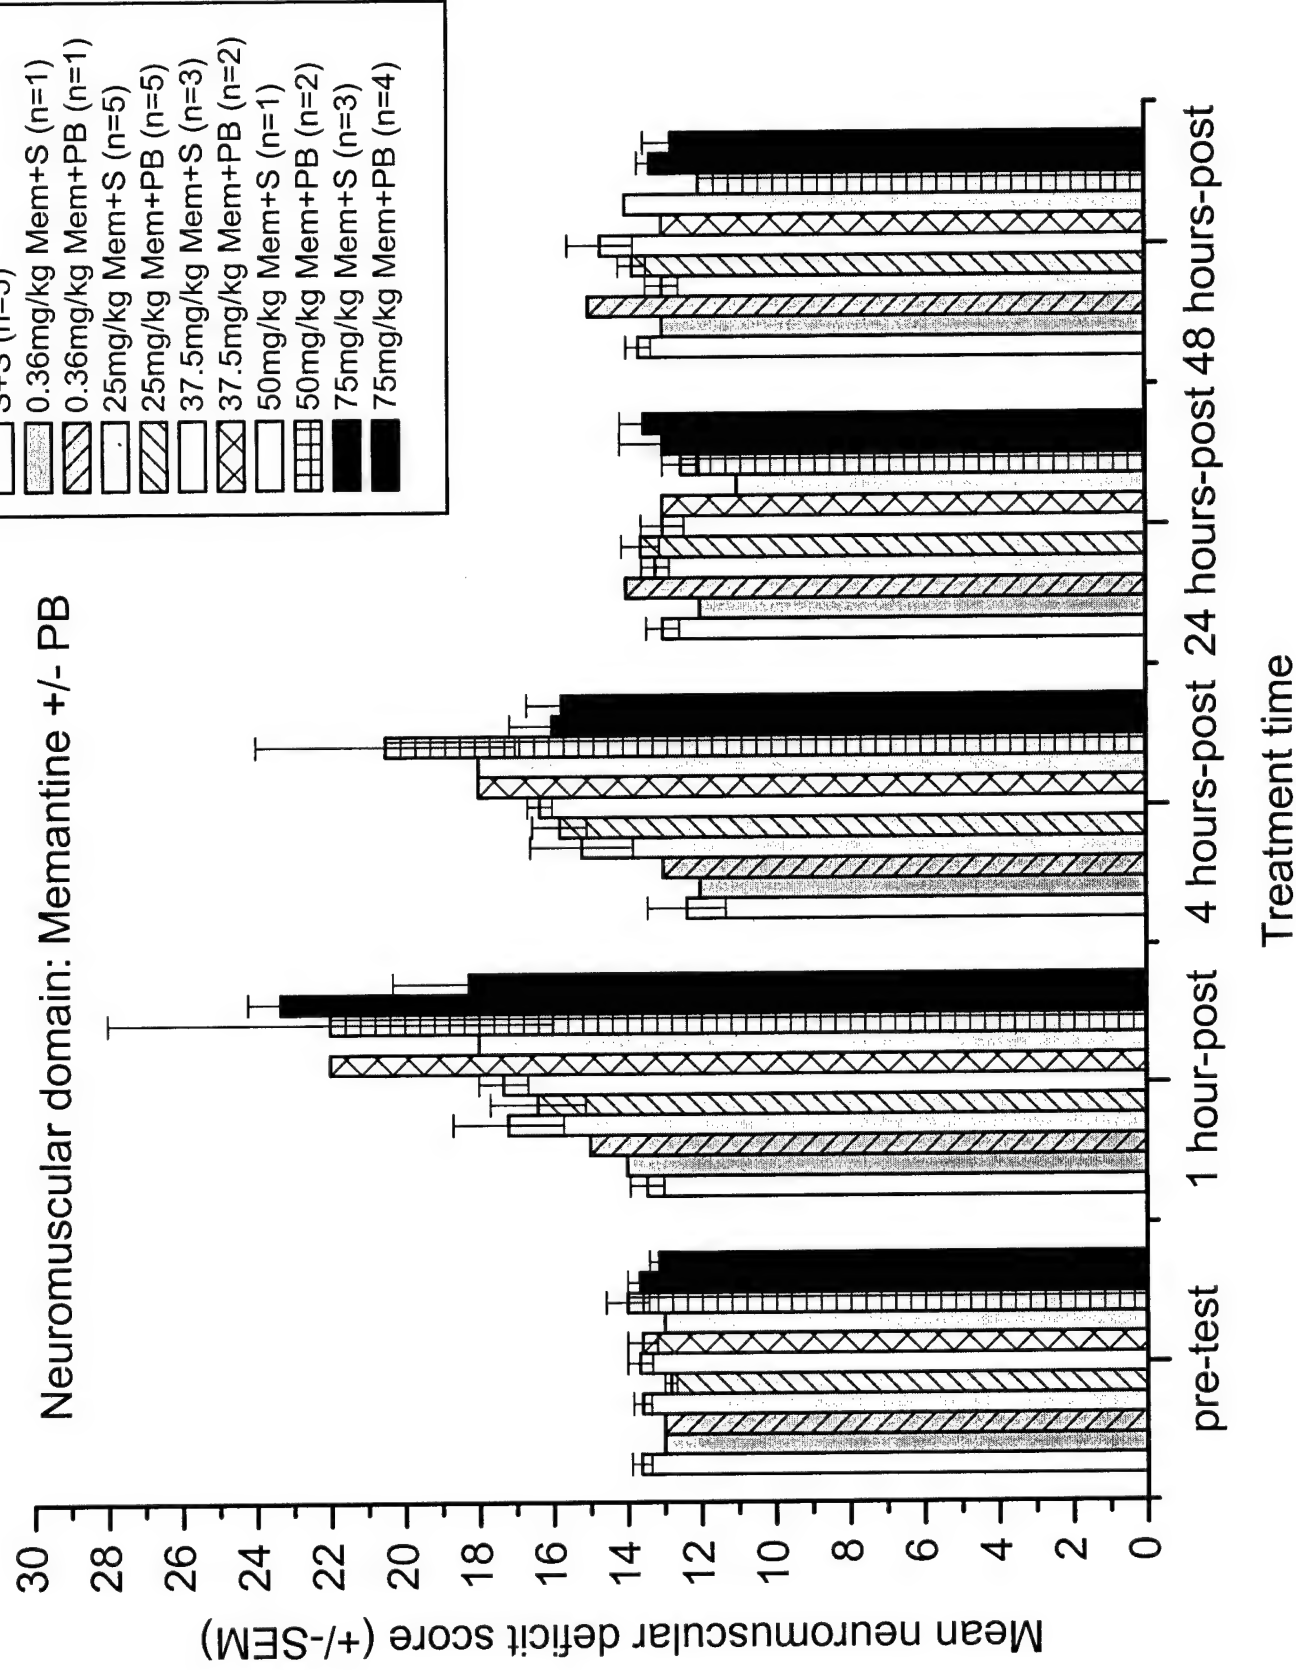 Neuromuscular domain: Memantine +/- PB
S+S (n=5)
0.36mg/kg Mem+S (n=1)
0.36mg/kg Mem+PB (n=1)
25mg/kg Mem+S (n=5)
25mg/kg Mem+PB (n=5)
37.5mg/kg Mem+S (n=3)
37.5mg/kg Mem+PB (n=2)
50mg/kg Mem+S (n=1)
50mg/kg Mem+PB (n=2)
75mg/kg Mem+S (n=3)
75mg/kg Mem+PB (n=4)
Mean neuromuscular deficit score (+/-SEM)
30
28
26
24
22
20
18
16
14
12
10
8
6
4
2
0
pre-test
1 hour-post
4 hours-post
24 hours-post
48 hours-post
Treatment time